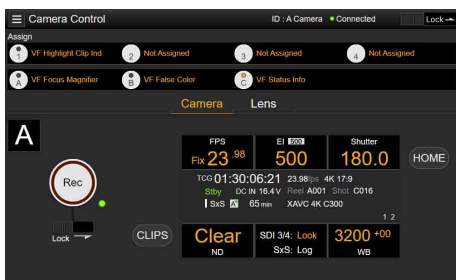 Camera Control
ID : A Camera
Connected
Lock
Assign
1 VF Highlight Clip Ind
2 Not Assigned
3 Not Assigned
4 Not Assigned
A VF Focus Magnifier
B VF False Color
C VF Status Info
Camera
Lens
A
FPS
Fix 23 .98
EI 500
500
Shutter
180.0
HOME
TCG 01:30:06:21 23.98fps 4K 17:9
Stby DC IN 16.4 V Reel A001 Shot C016
SxS A 65 min XAVC 4K C300
1 2
Rec
Lock
CLIPS
Clear
ND
SDI 3/4: Look
SxS: Log
3200 +00
WB